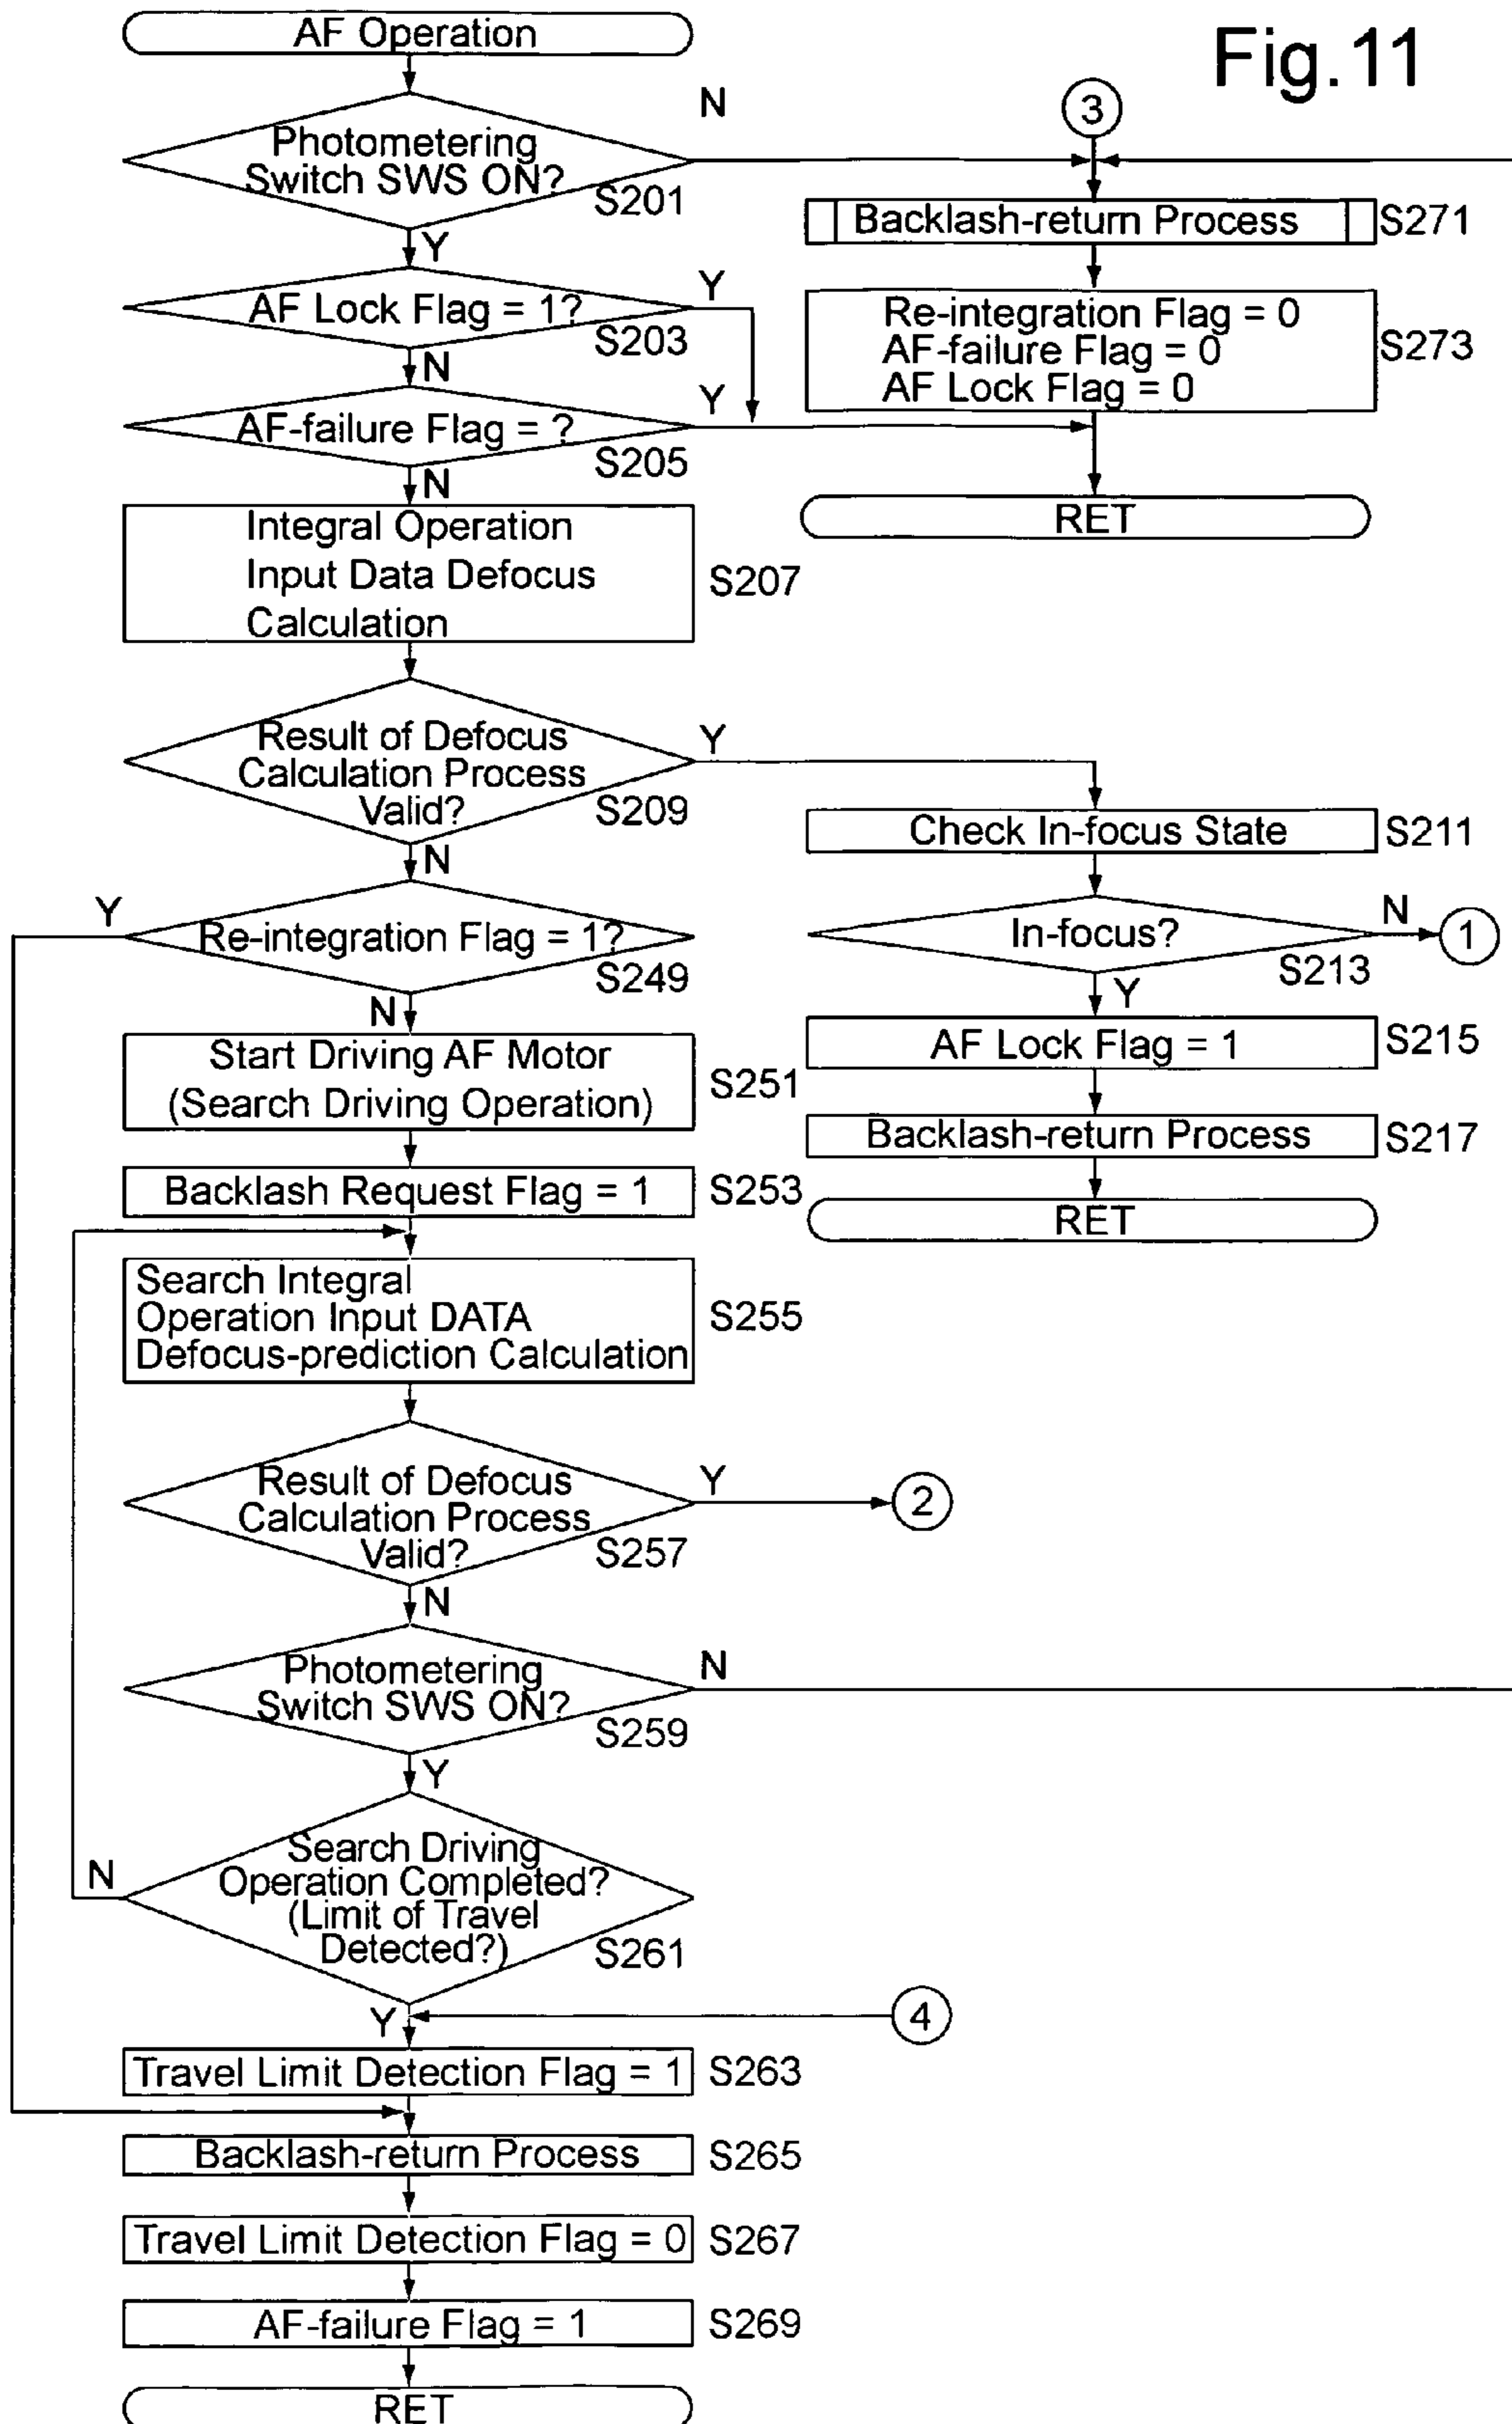 Fig.11
AF Operation
Photometering
Switch SWS ON?
S201
N
Y
AF Lock Flag = 1?
S203
Y
N
AF-failure Flag = ?
S205
Y
N
Integral Operation
Input Data Defocus
Calculation
S207
Result of Defocus
Calculation Process
Valid?
S209
Y
N
Re-integration Flag = 1?
S249
Y
N
Start Driving AF Motor
(Search Driving Operation)
S251
Backlash Request Flag = 1
S253
Search Integral
Operation Input DATA
Defocus-prediction Calculation
S255
Result of Defocus
Calculation Process
Valid?
S257
Y
2
N
Photometering
Switch SWS ON?
S259
N
Y
Search Driving
Operation Completed?
(Limit of Travel
Detected?)
S261
N
Y
4
Travel Limit Detection Flag = 1
S263
Backlash-return Process
S265
Travel Limit Detection Flag = 0
S267
AF-failure Flag = 1
S269
RET
3
Backlash-return Process
S271
Re-integration Flag = 0
AF-failure Flag = 0
AF Lock Flag = 0
S273
RET
Check In-focus State
S211
In-focus?
S213
N
1
Y
AF Lock Flag = 1
S215
Backlash-return Process
S217
RET